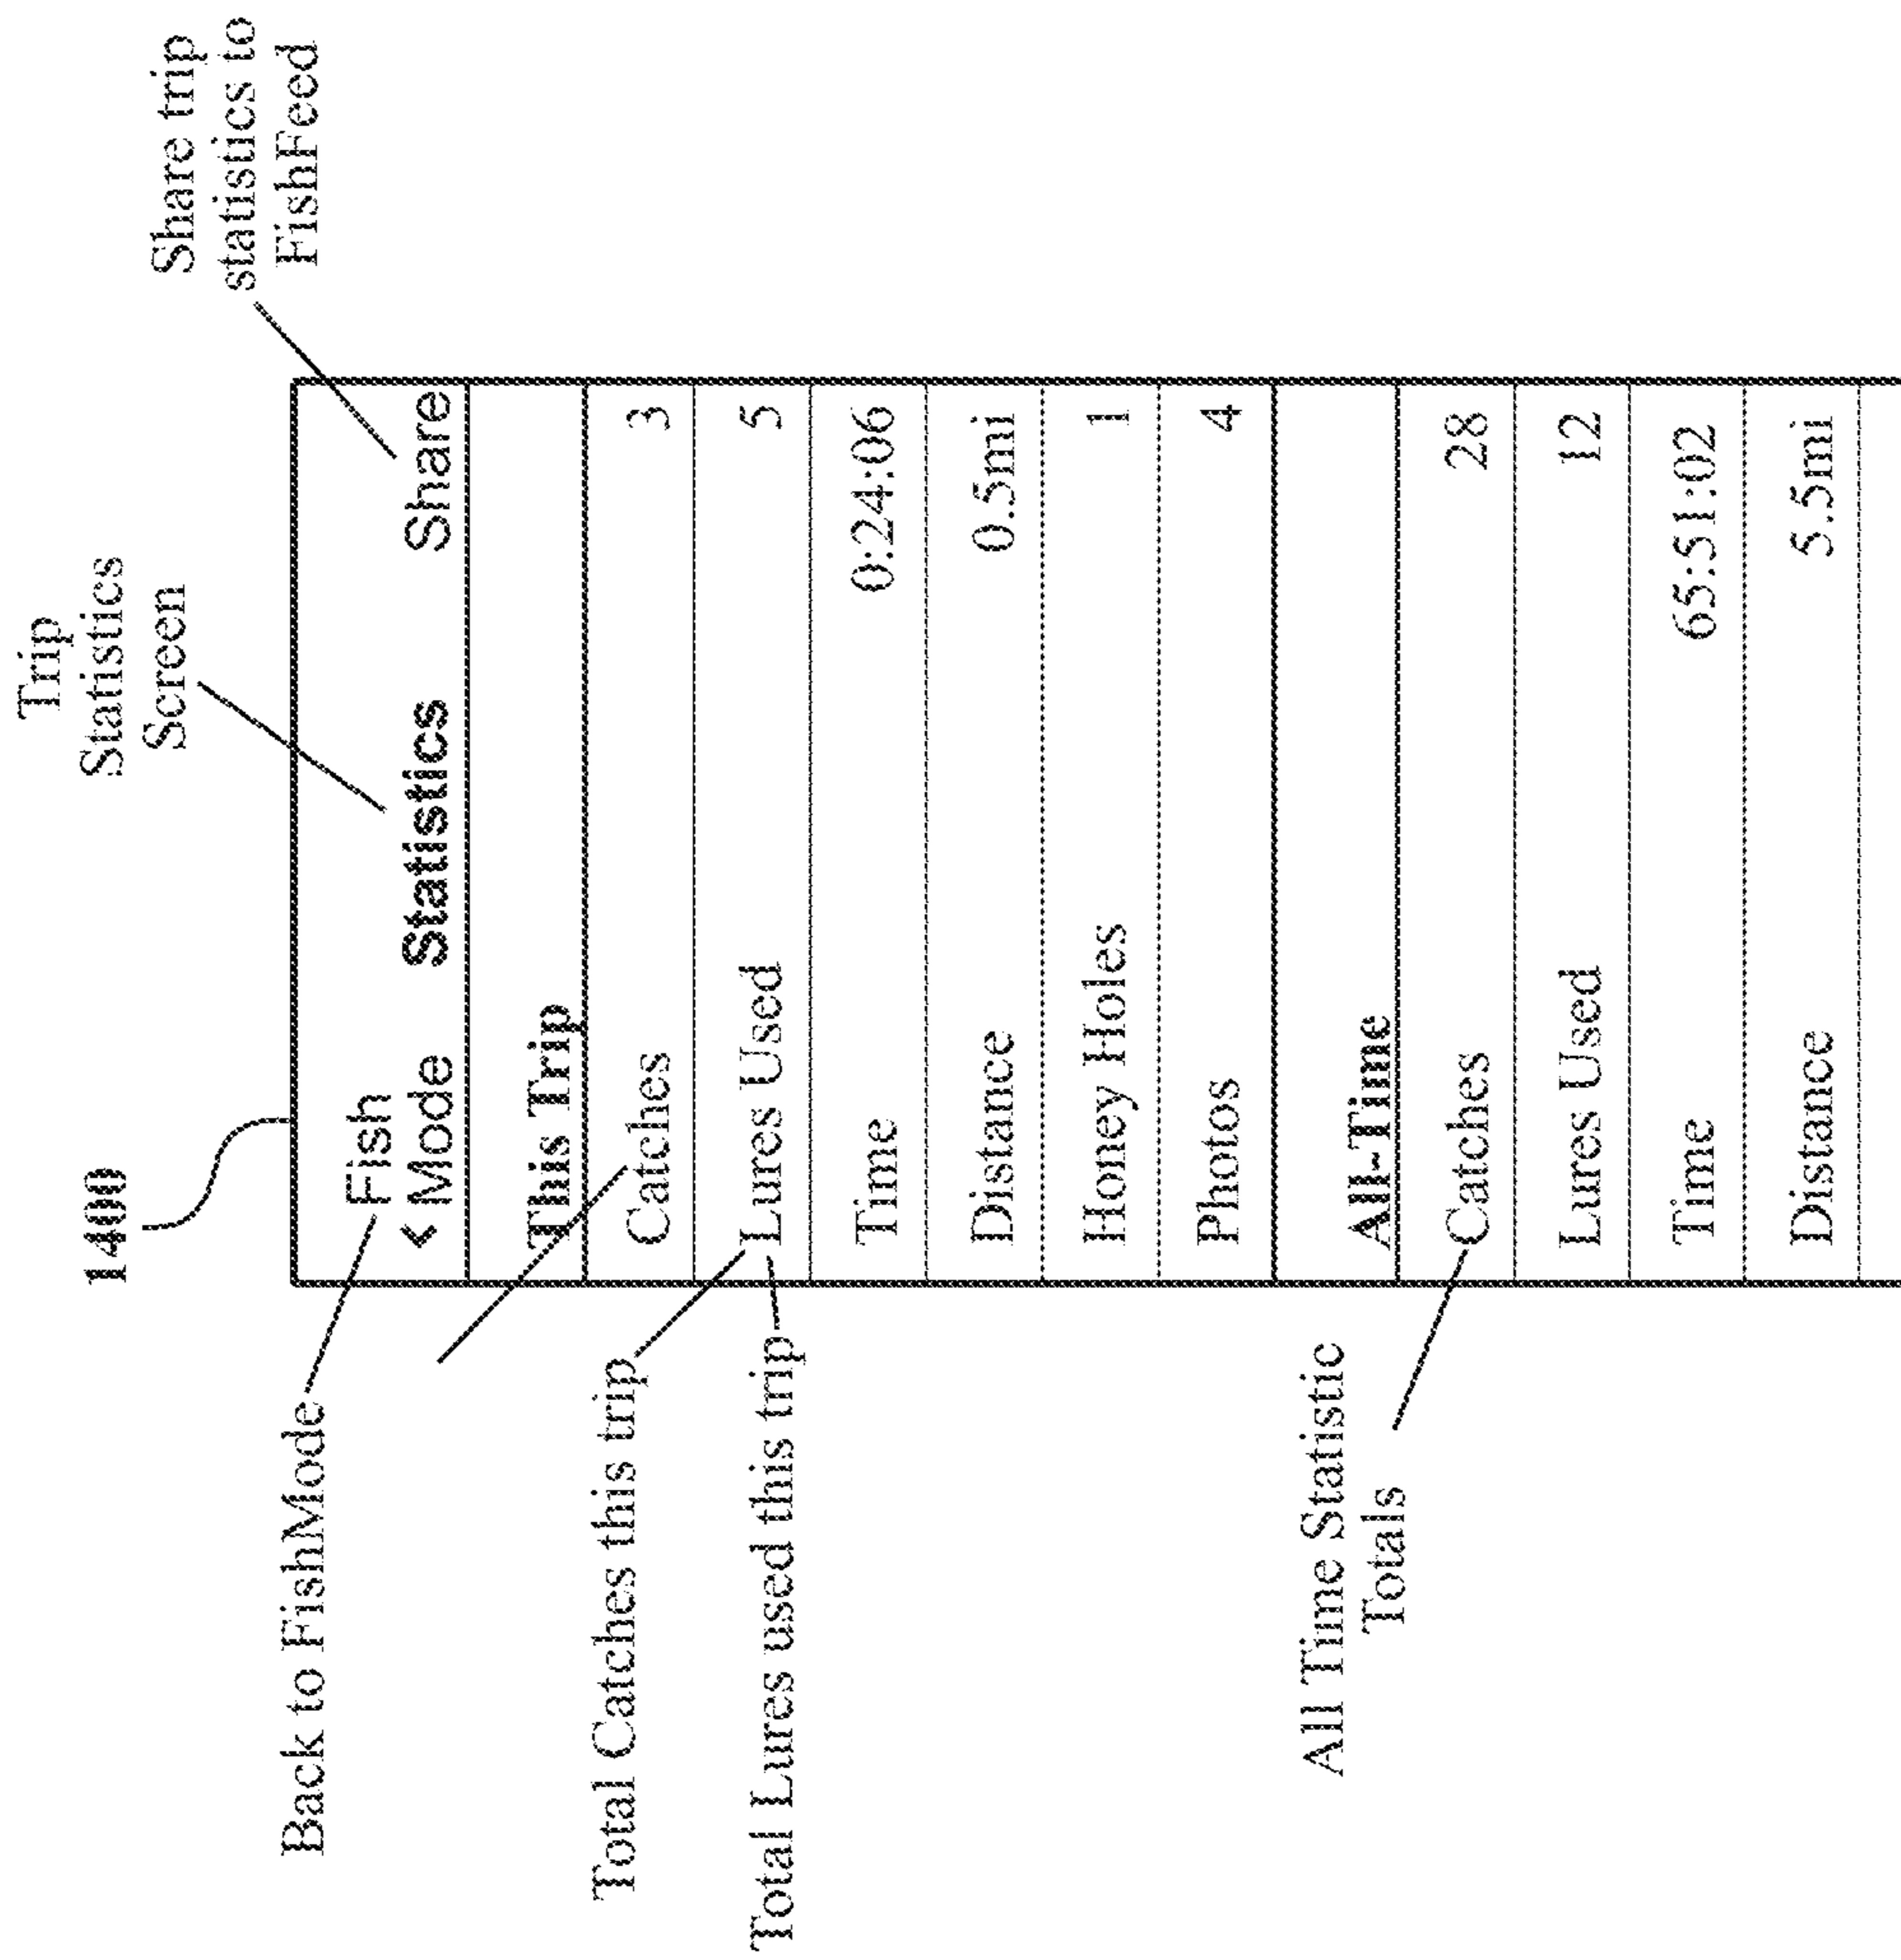 1400
Trip
Statistics
Screen
Share trip
statistics to
FishFeed
Back to FishMode
Fish
< Mode
Statistics
Share
This Trip
Catches 3
Total Catches this trip
Lures Used 5
Total Lures used this trip
Time 0:24:06
Distance 0.5mi
Honey Holes 1
Photos 4
All-Time
All Time Statistic
Totals
Catches 28
Lures Used 12
Time 65:51:02
Distance 5.5mi